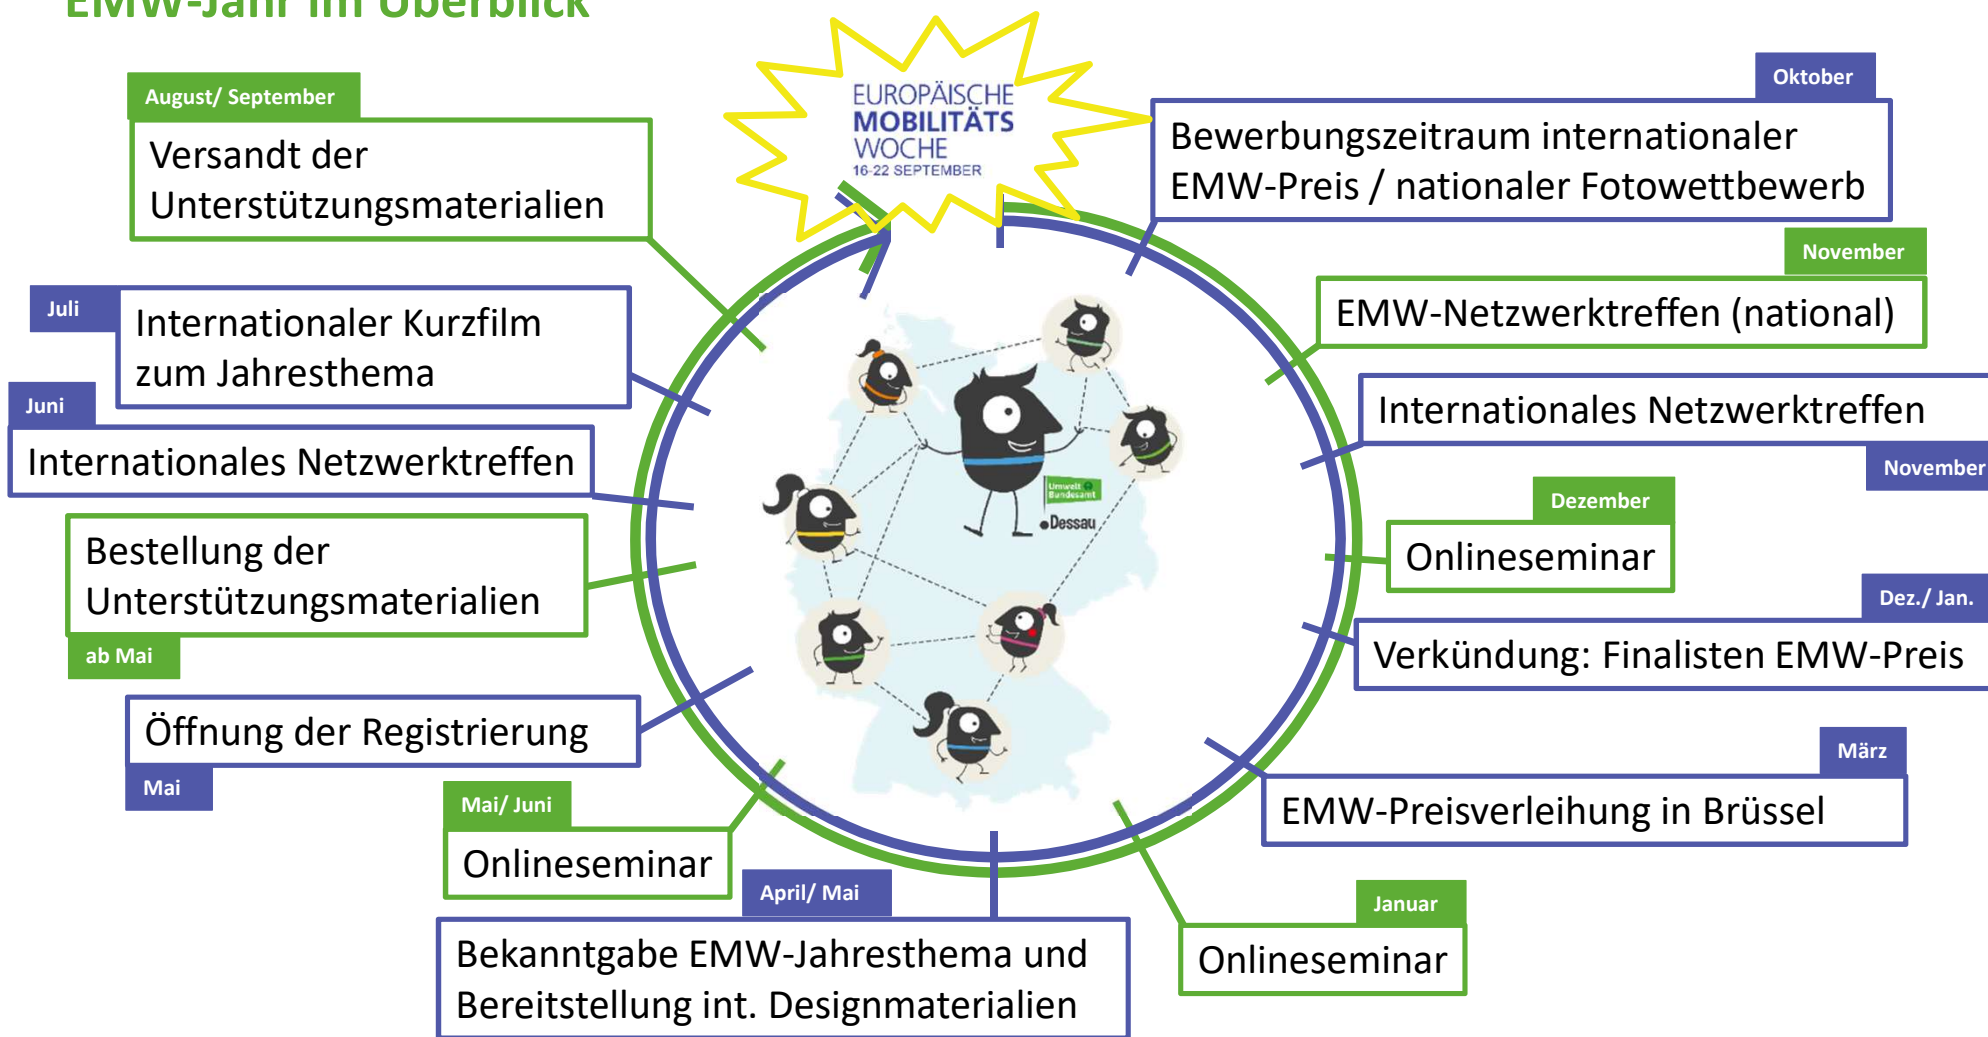 EMW-Jahr im Überblick
EUROPÄISCHE
MOBILITÄTS
WOCHE
16-22 SEPTEMBER
Oktober
Bewerbungszeitraum internationaler
EMW-Preis / nationaler Fotowettbewerb
November
EMW-Netzwerktreffen (national)
Internationales Netzwerktreffen
November
Dezember
Onlineseminar
Dez./ Jan.
Verkündung: Finalisten EMW-Preis
März
EMW-Preisverleihung in Brüssel
Januar
Onlineseminar
April/ Mai
Bekanntgabe EMW-Jahresthema und
Bereitstellung int. Designmaterialien
Mai/ Juni
Onlineseminar
Öffnung der Registrierung
Mai
Bestellung der
Unterstützungsmaterialien
ab Mai
Juni
Internationales Netzwerktreffen
Juli
Internationaler Kurzfilm
zum Jahresthema
August/ September
Versandt der
Unterstützungsmaterialien
Umwelt
Bundesamt
Dessau